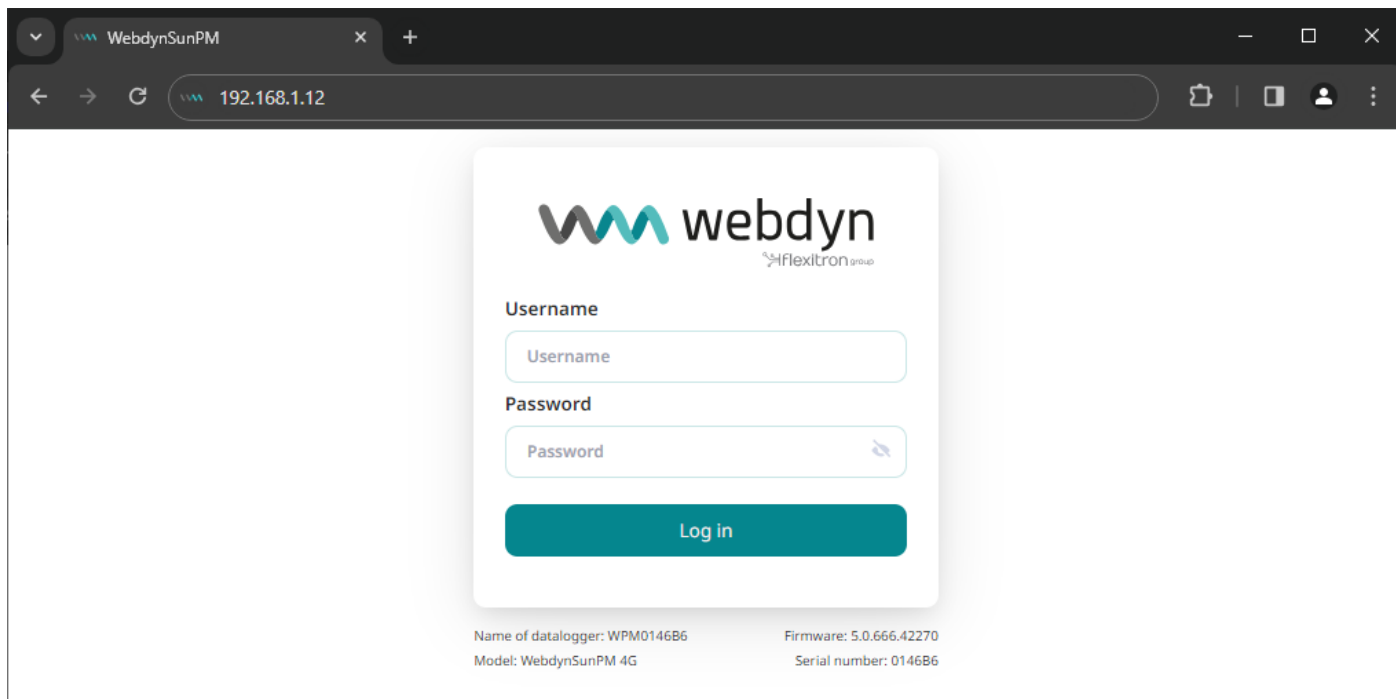 WebdynSunPM
192.168.1.12
webdyn
flexitron group
Username
Username
Password
Password
Log in
Name of datalogger: WPM0146B6
Firmware: 5.0.666.42270
Model: WebdynSunPM 4G
Serial number: 0146B6